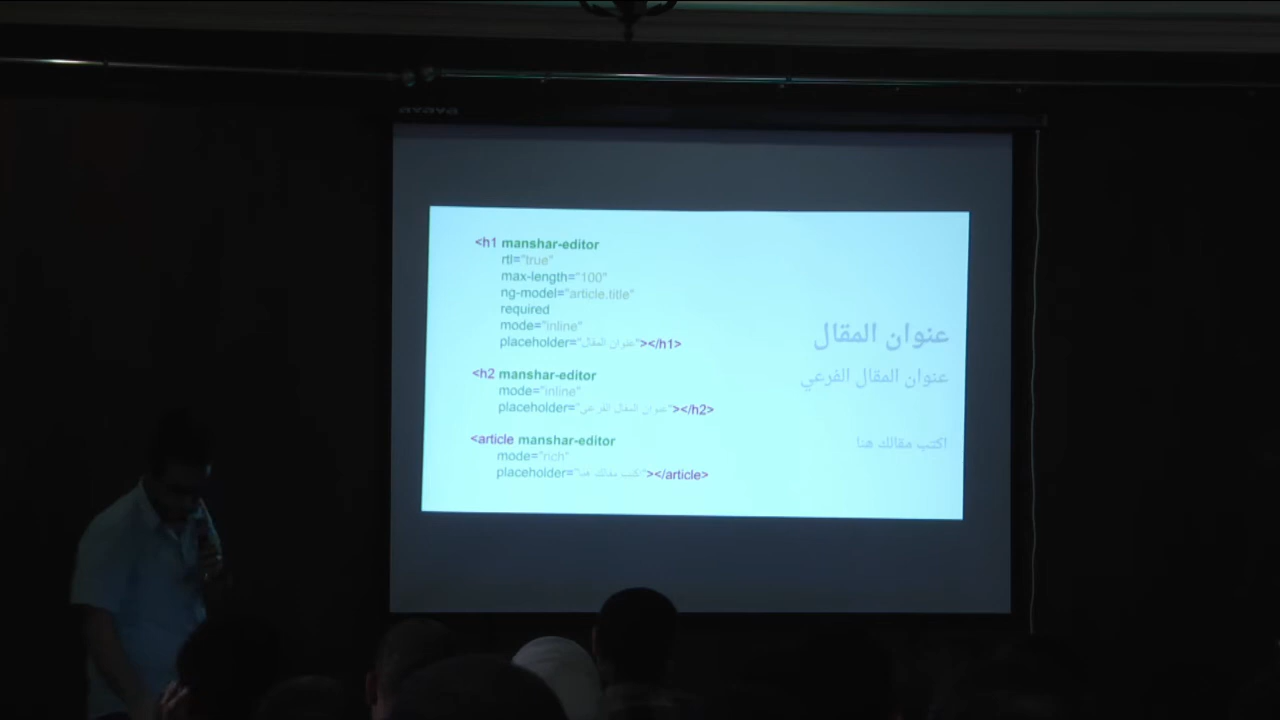 avaya
<h1 manshar-editor
rtl="true"
max-length="100"
ng-model="article.title"
required
mode="inline"
placeholder="عنوان المقال"></h1>
<h2 manshar-editor
mode="inline"
placeholder="عنوان المقال الفرعي"></h2>
<article manshar-editor
mode="rich"
placeholder="اكتب مقالك هنا"></article>
عنوان المقال
عنوان المقال الفرعي
اكتب مقالك هنا